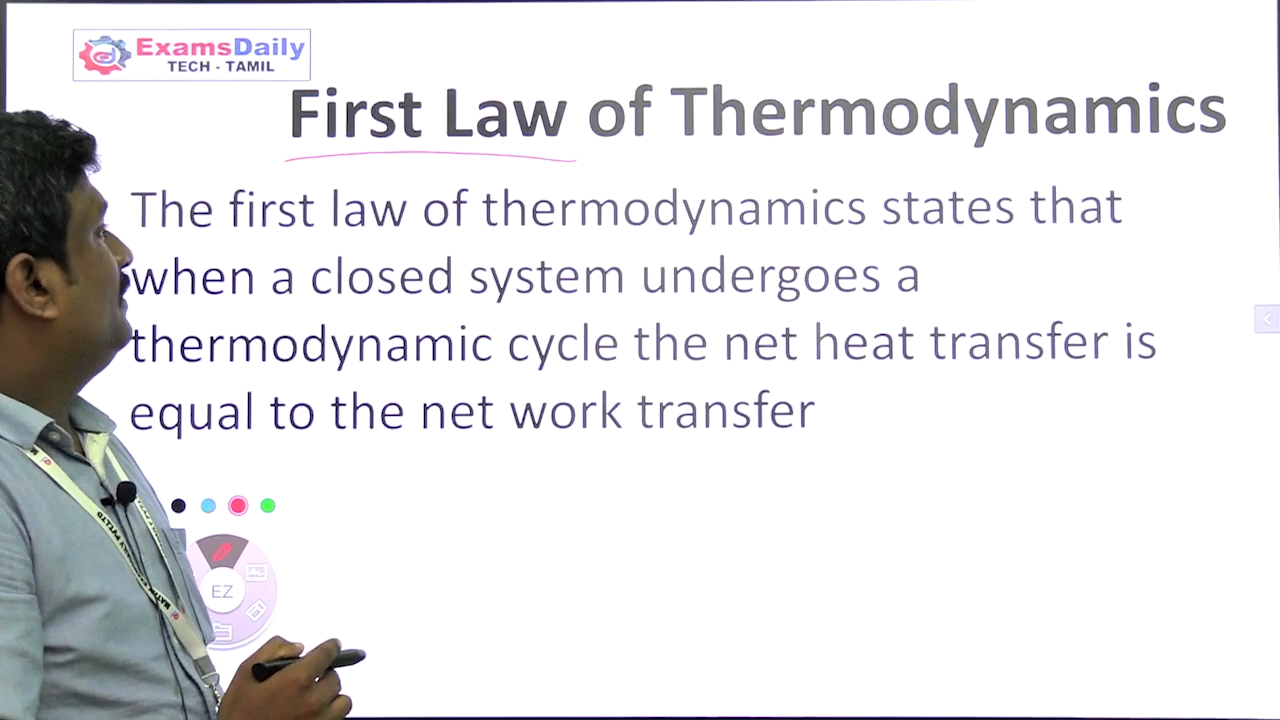 ExamsDaily
TECH - TAMIL
First Law of Thermodynamics
The first law of thermodynamics states that
when a closed system undergoes a
thermodynamic cycle the net heat transfer is
equal to the net work transfer
EZ